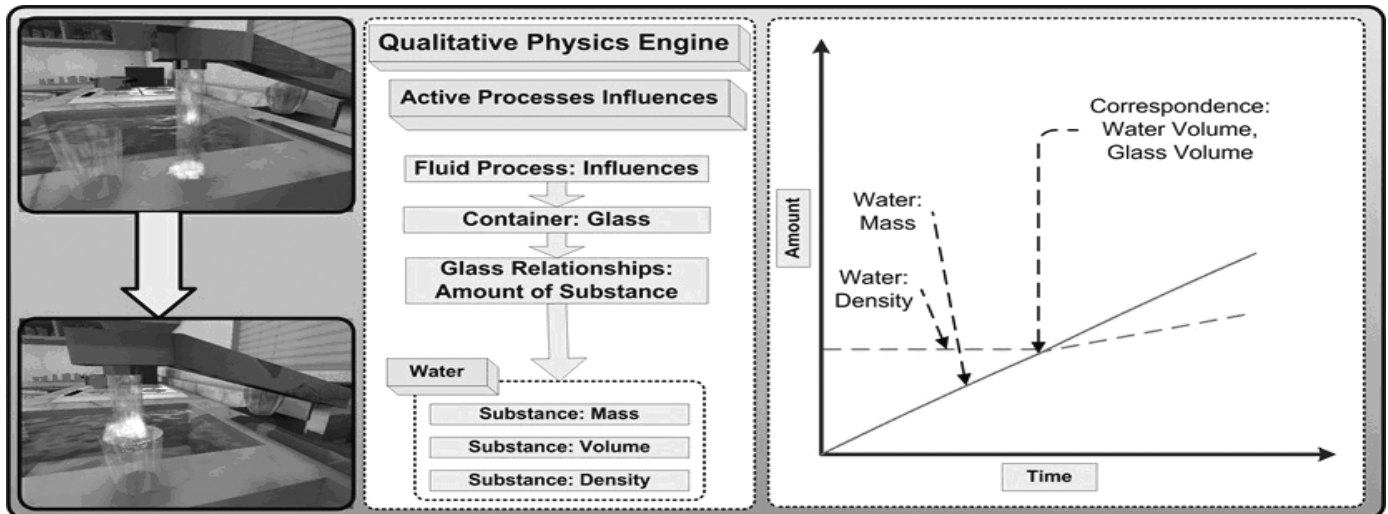 Qualitative Physics Engine
Active Processes Influences
Fluid Process: Influences
Container: Glass
Glass Relationships:
Amount of Substance
Water
Substance: Mass
Substance: Volume
Substance: Density
Correspondence:
Water Volume,
Glass Volume
Water:
Mass
Water:
Density
Amount
Time